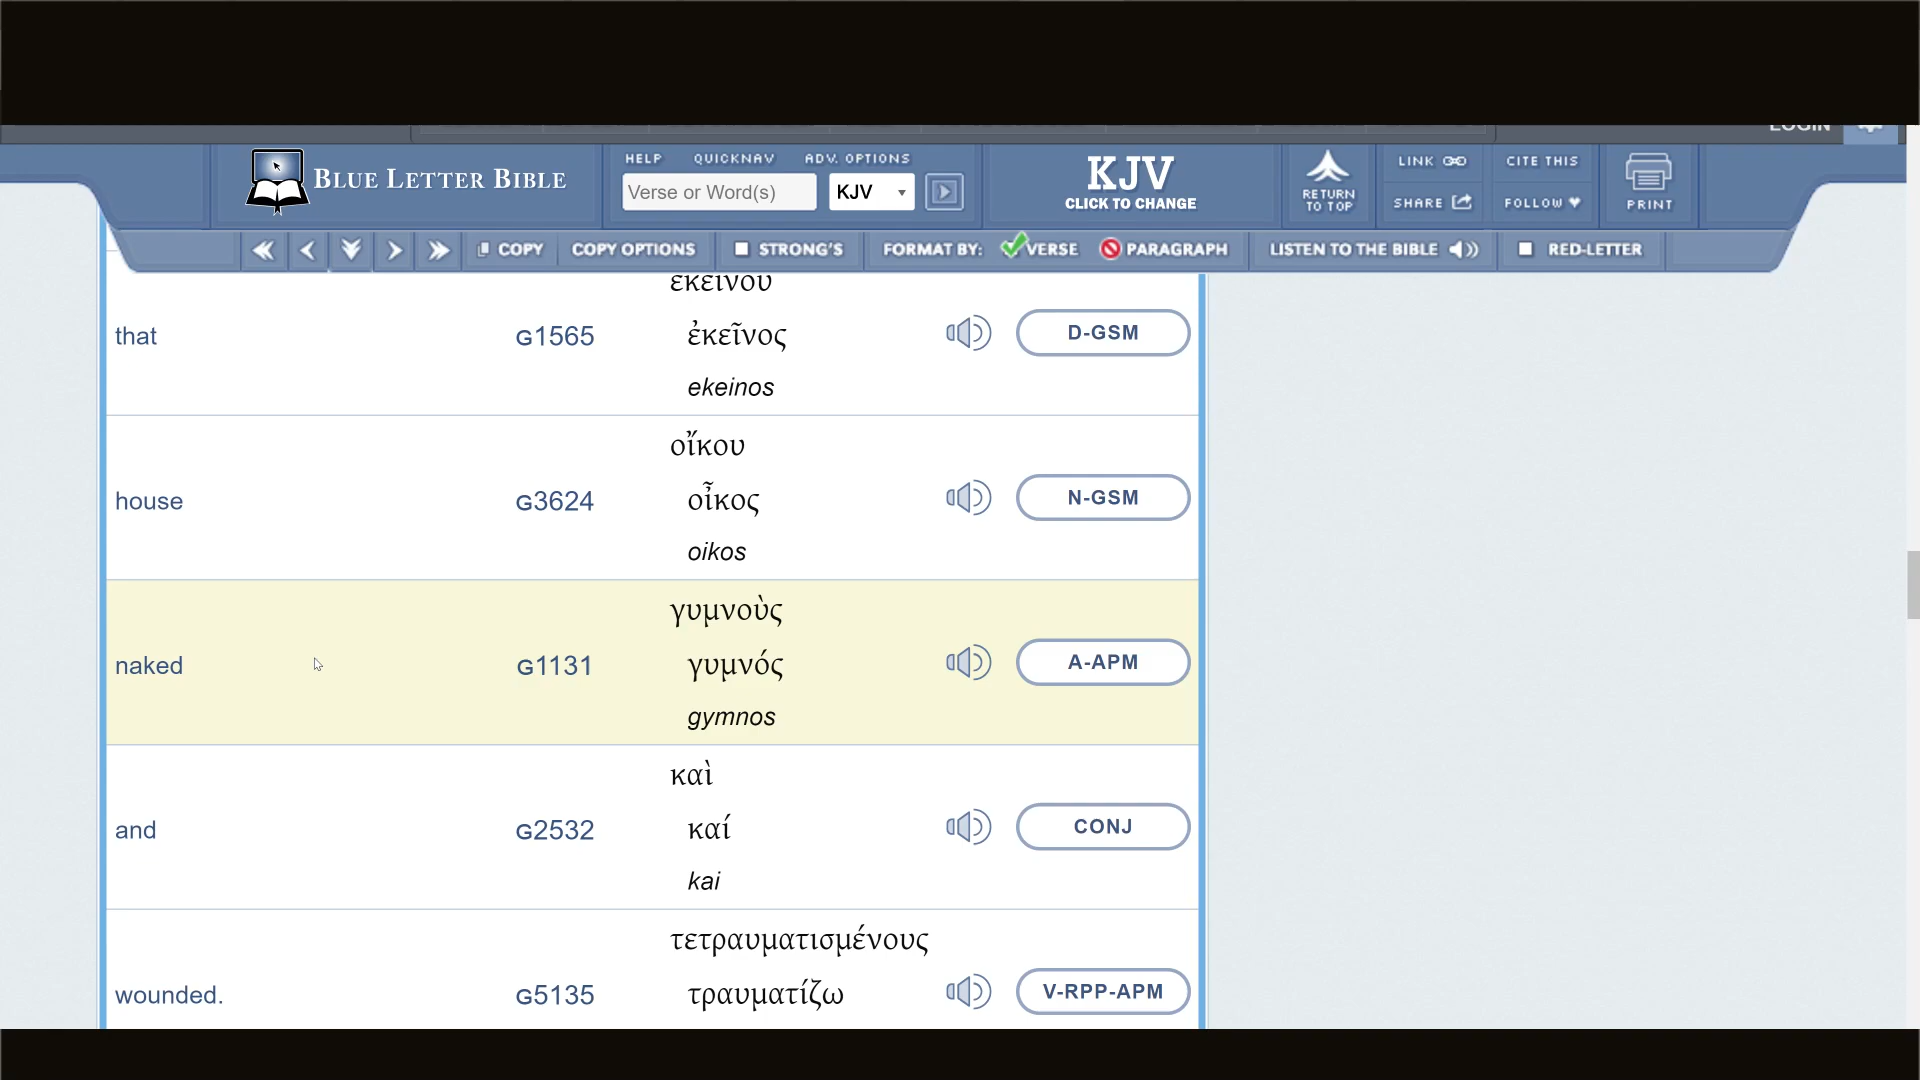 LOGIN
BLUE LETTER BIBLE
HELP QUICKNAV ADV. OPTIONS
Verse or Word(s) KJV
KJV
CLICK TO CHANGE
RETURN
TO TOP
LINK
SHARE
CITE THIS
FOLLOW
PRINT
COPY COPY OPTIONS STRONG'S FORMAT BY: VERSE PARAGRAPH LISTEN TO THE BIBLE RED-LETTER
ἐκείνου
that G1565 ἐκεῖνος D-GSM
ekeinos
οἴκου
house G3624 οἶκος N-GSM
oikos
γυμνοὺς
naked G1131 γυμνός A-APM
gymnos
καὶ
and G2532 καί CONJ
kai
τετραυματισμένους
wounded. G5135 τραυματίζω V-RPP-APM